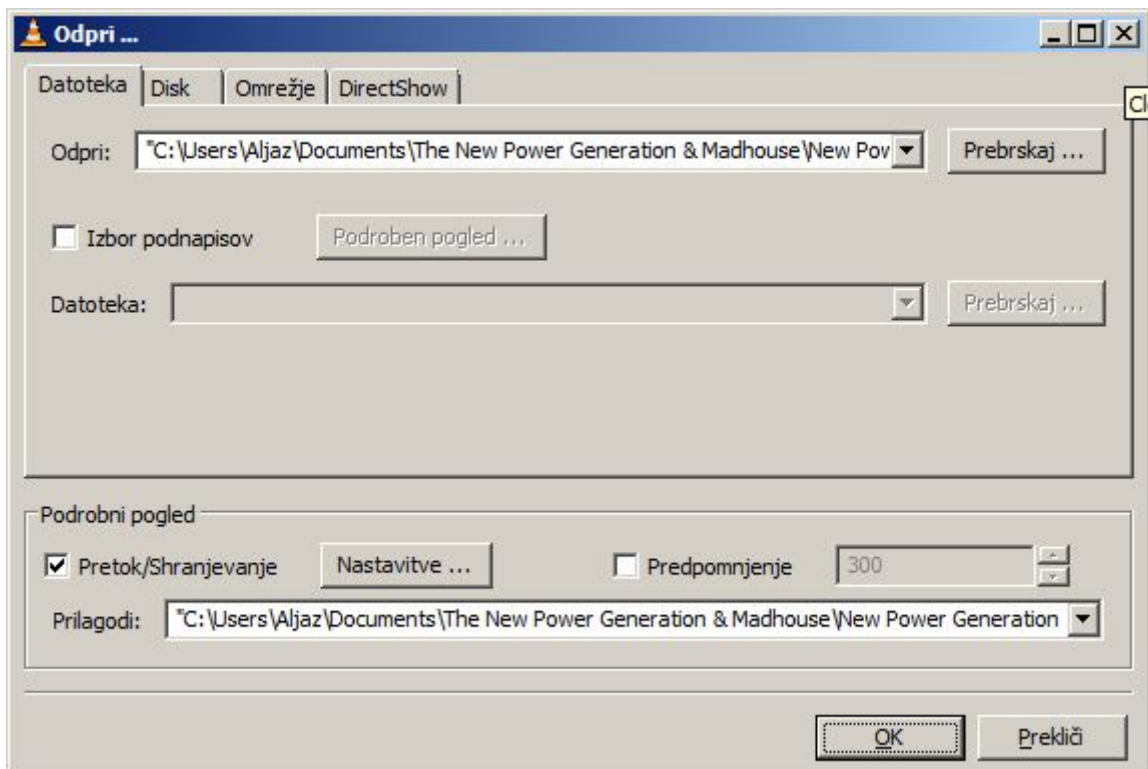 Odpri ...
Datoteka Disk Omrežje DirectShow
Cl
Odpri: "C:\Users\Aljaz\Documents\The New Power Generation & Madhouse\New Pov Prebrskaj ...
Izbor podnapisov Podroben pogled ...
Datoteka: Prebrskaj ...
Podrobni pogled
Pretok/Shranjevanje Nastavitve ... Predpomnjenje 300
Prilagodi: "C:\Users\Aljaz\Documents\The New Power Generation & Madhouse\New Power Generation
OK Prekliči